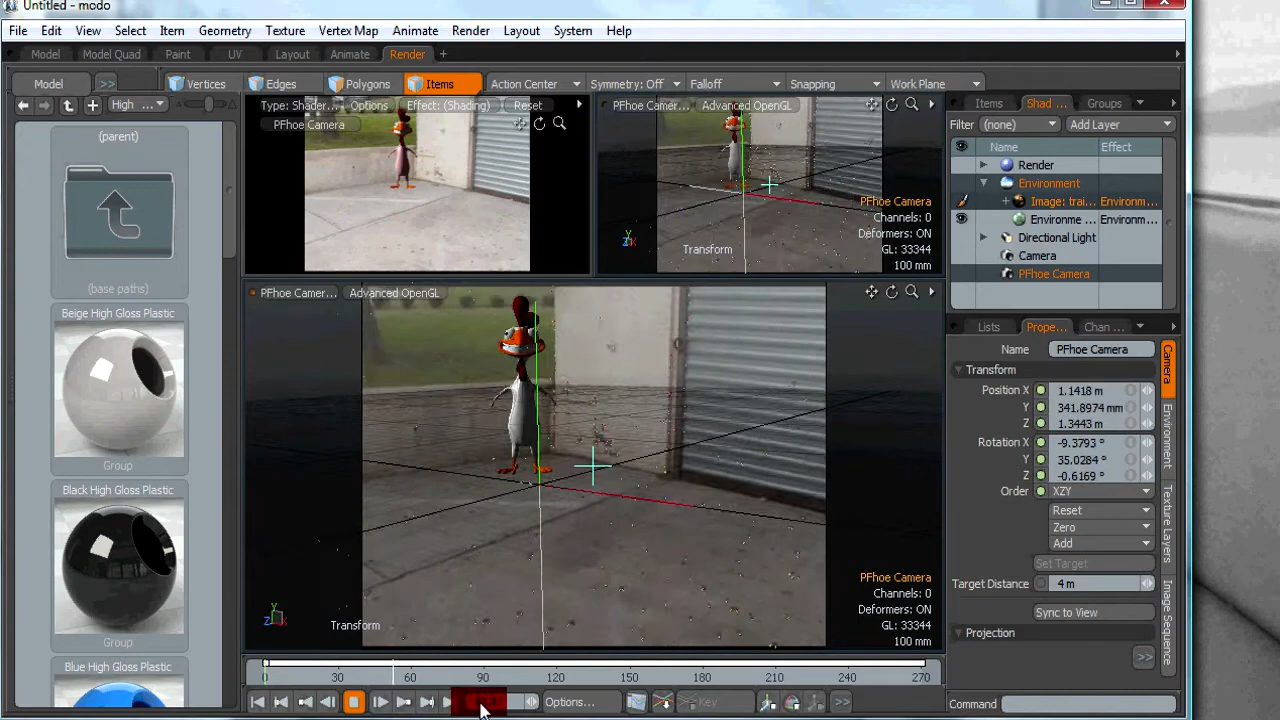 Untitled - modo
File Edit View Select Item Geometry Texture Vertex Map Animate Render Layout System Help
Model Model Quad Paint UV Layout Animate Render +
Model >> Vertices Edges Polygons Items Action Center Symmetry: Off Falloff Snapping Work Plane
High ...
(parent)
(base paths)
Beige High Gloss Plastic
Group
Black High Gloss Plastic
Group
Blue High Gloss Plastic
Type: Shader... Options Effect: (Shading) Reset
PFhoe Camera
PFhoe Camer... Advanced OpenGL
PFhoe Camera
Channels: 0
Deformers: ON
GL: 33344
100 mm
Y
Z
Transform
PFhoe Camer... Advanced OpenGL
PFhoe Camera
Channels: 0
Deformers: ON
GL: 33344
100 mm
Y
Z X
Transform
0 30 60 90 120 150 180 210 240 270
Options... Key >>
Items Shad ... Groups
Filter (none) Add Layer
Name Effect
Render
Environment
Image: trai... Environm...
Environme ... Environm...
Directional Light
Camera
PFhoe Camera
Lists Prope... Chan ...
Name PFhoe Camera
Transform
Position X 1.1418 m
Y 341.8974 mm
Z 1.3443 m
Rotation X -9.3793 °
Y 35.0284 °
Z -0.6169 °
Order XZY
Reset
Zero
Add
Set Target
Target Distance 4 m
Sync to View
Projection
>>
Camera
Environment
Texture Layers
Image Sequence
Command